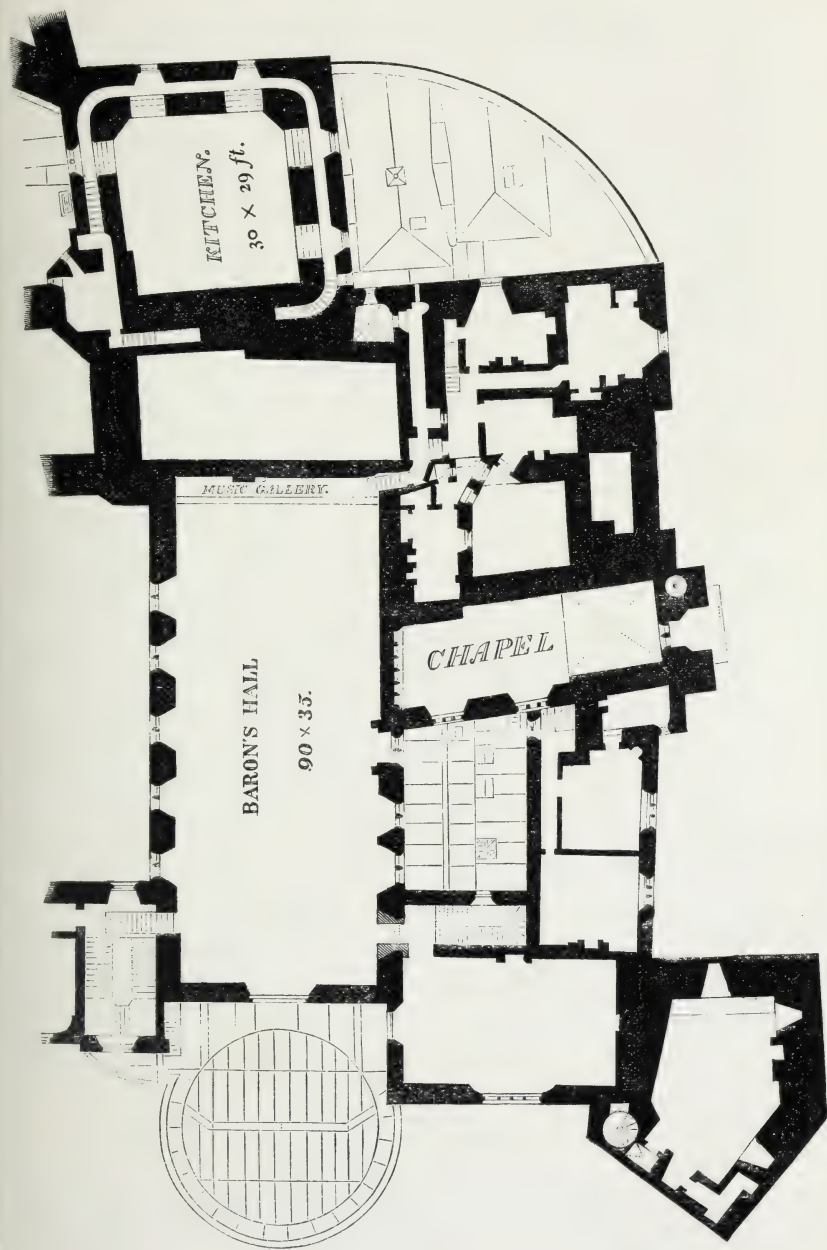 KITCHEN.
30 × 29 ft.
MUSIC GALLERY.
BARON'S HALL
90 × 35.
CHAPEL